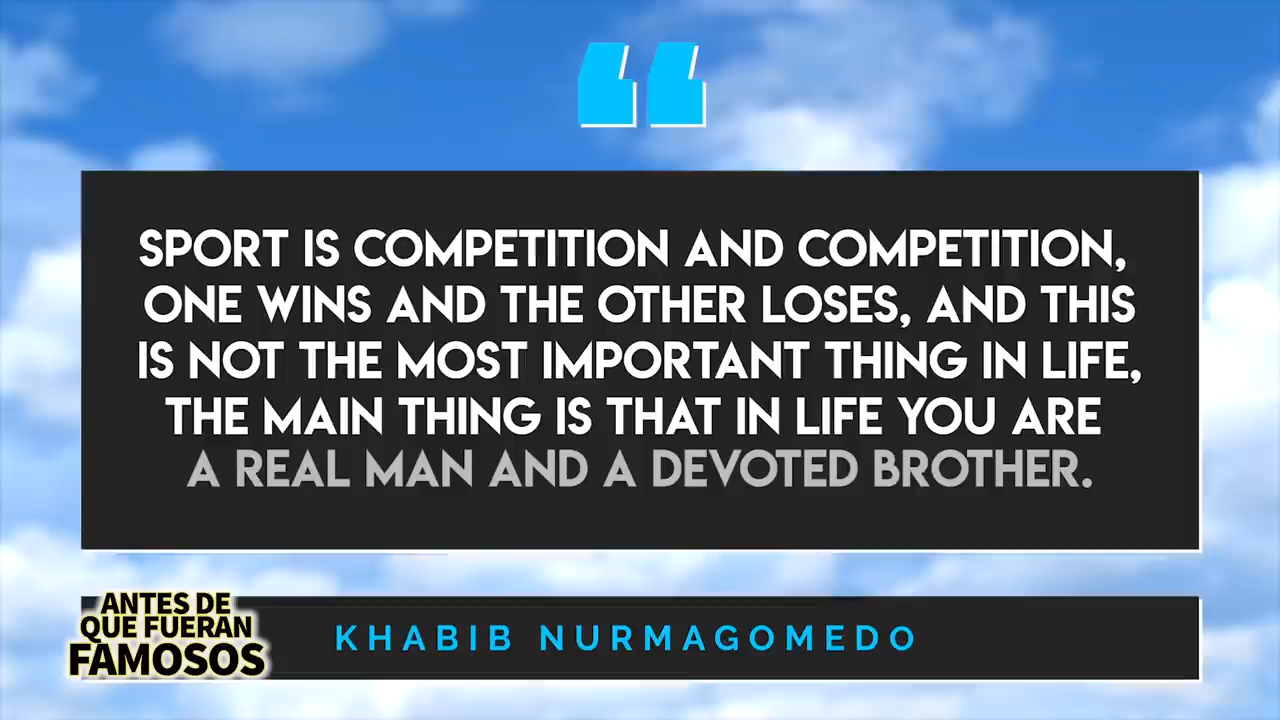 SPORT IS COMPETITION AND COMPETITION,
ONE WINS AND THE OTHER LOSES, AND THIS
IS NOT THE MOST IMPORTANT THING IN LIFE,
THE MAIN THING IS THAT IN LIFE YOU ARE
A REAL MAN AND A DEVOTED BROTHER.
ANTES DE
QUE FUERAN
FAMOSOS
KHABIB NURMAGOMEDO